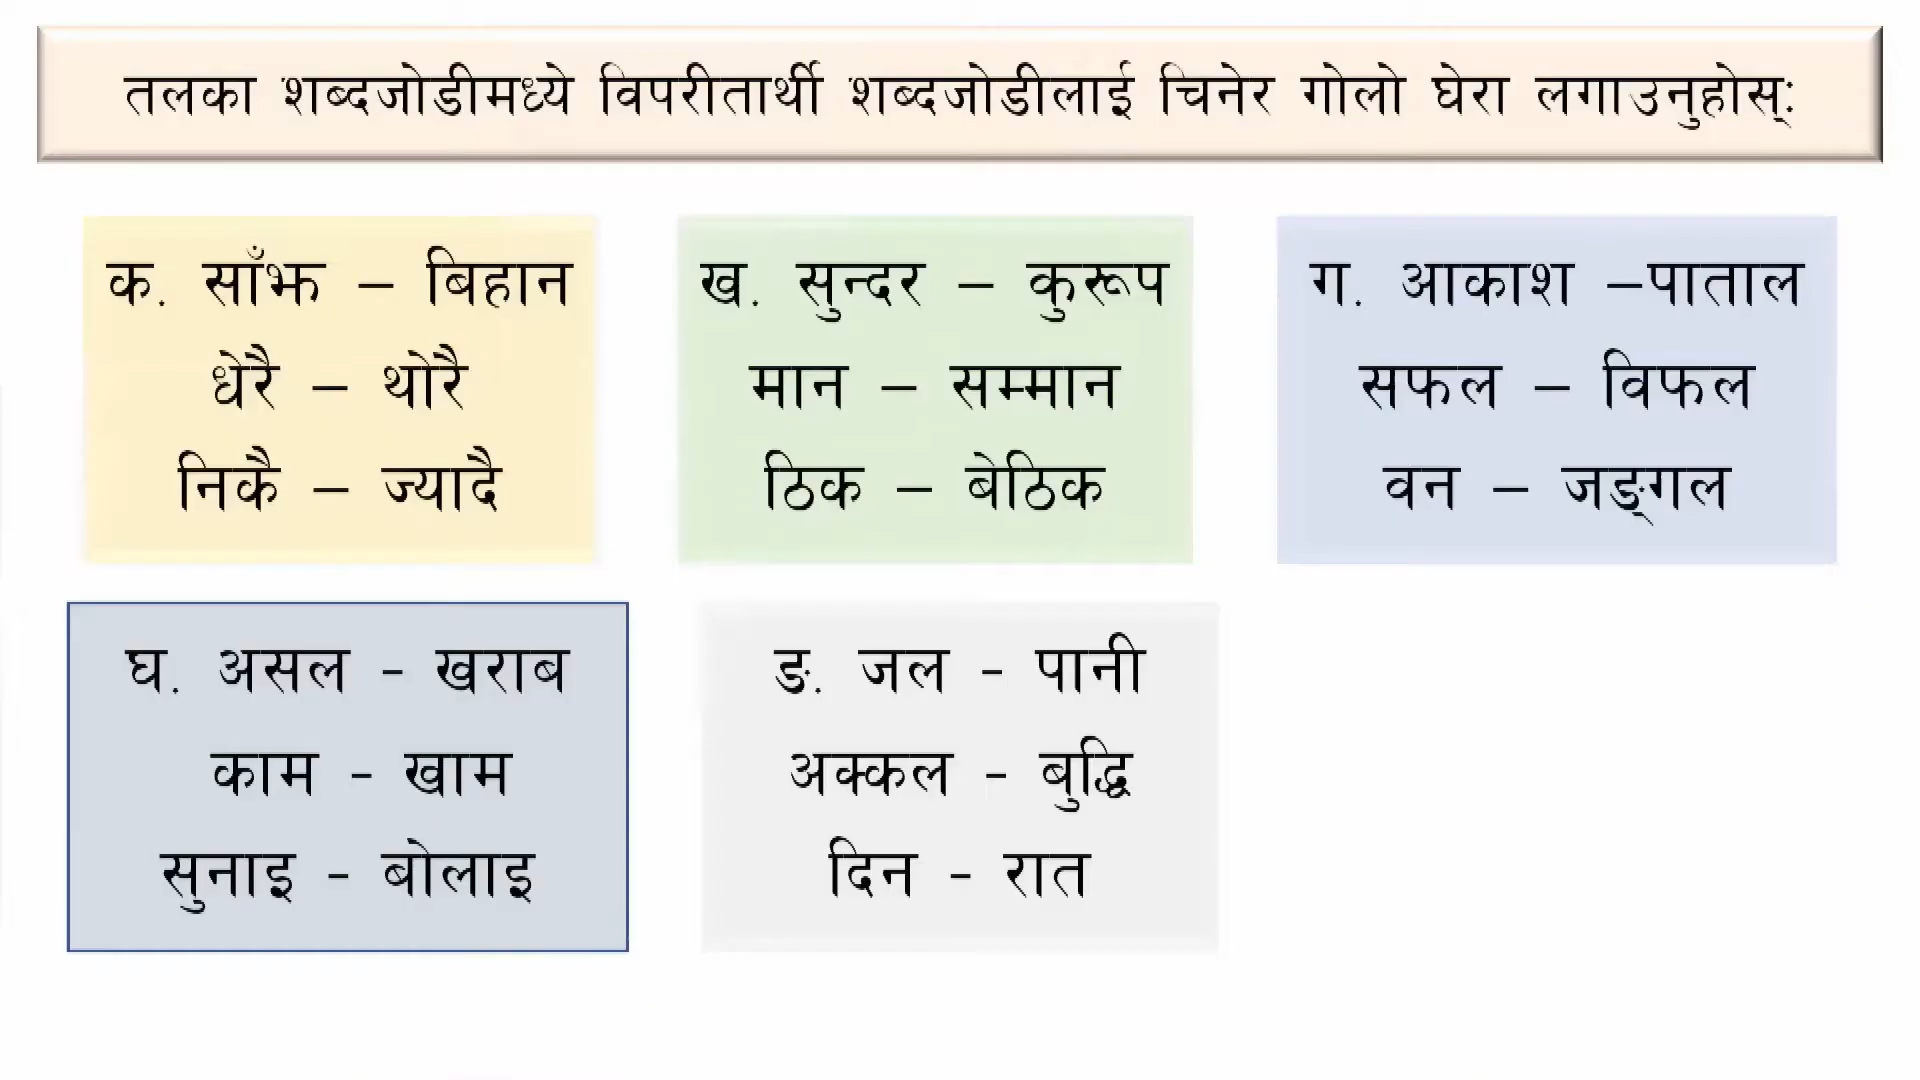 तलका शब्दजोडीमध्ये विपरीतार्थी शब्दजोडीलाई चिनेर गोलो घेरा लगाउनुहोस्:
क. साँझ – बिहान
धेरै – थोरै
निकै – ज्यादै
ख. सुन्दर – कुरूप
मान – सम्मान
ठिक – बेठिक
ग. आकाश –पाताल
सफल – विफल
वन – जङ्गल
घ. असल - खराब
काम - खाम
सुनाइ - बोलाइ
ङ. जल - पानी
अक्कल - बुद्धि
दिन - रात